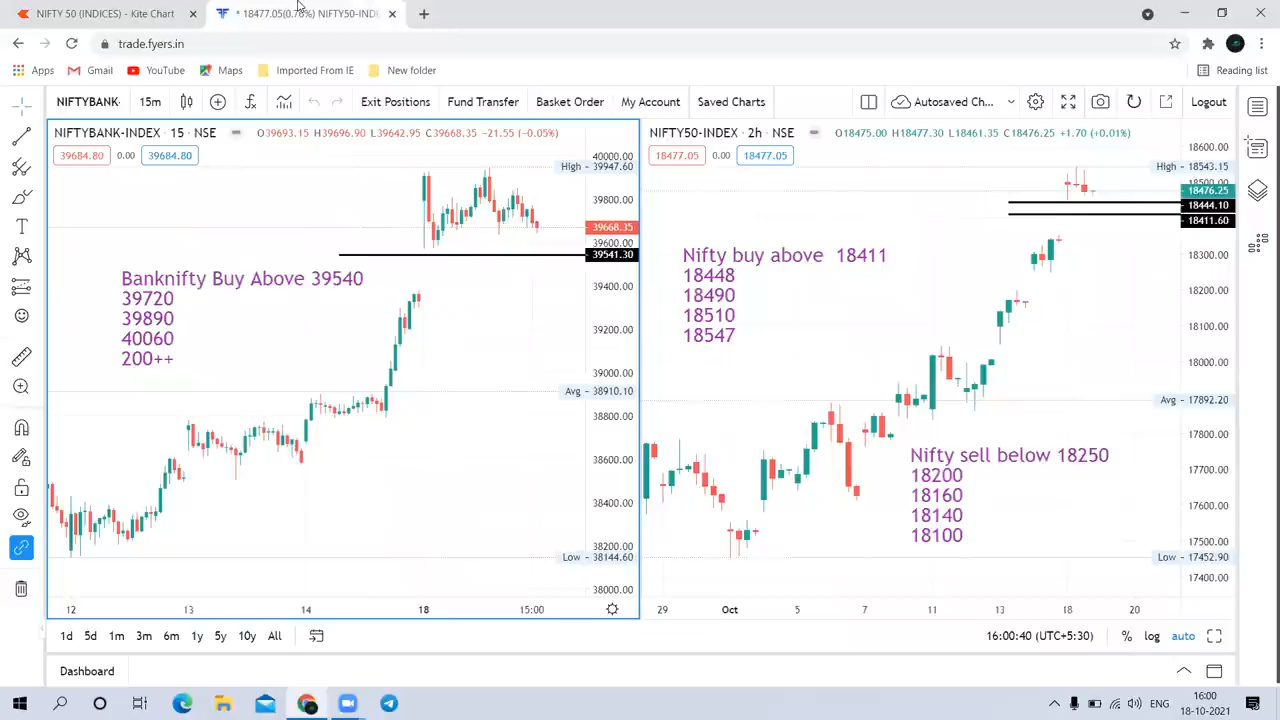 NIFTY 50 (INDICES) - Kite Chart
18477.05(0.76%) NIFTY50-INDE
trade.fyers.in
Apps
Gmail
YouTube
Maps
Imported From IE
New folder
Reading list
NIFTYBANK-
15m
Exit Positions
Fund Transfer
Basket Order
My Account
Saved Charts
Autosaved Ch...
Logout
NIFTYBANK-INDEX · 15 · NSE
O39693.15 H39696.90 L39642.95 C39668.35 −21.55 (−0.05%)
39684.80 0.00 39684.80
40000.00
High - 39947.60
39800.00
39668.35
39600.00
39541.30
39400.00
39200.00
39000.00
Avg - 38910.10
38800.00
38600.00
38400.00
38200.00
Low - 38144.60
38000.00
Banknifty Buy Above 39540
39720
39890
40060
200++
12 13 14 18 15:00
NIFTY50-INDEX · 2h · NSE
O18475.00 H18477.30 L18461.35 C18476.25 +1.70 (+0.01%)
18477.05 0.00 18477.05
18600.00
High - 18543.15
18500.00
18476.25
18444.10
18411.60
18300.00
18200.00
18100.00
18000.00
Avg - 17892.20
17800.00
17700.00
17600.00
17500.00
Low - 17452.90
17400.00
Nifty buy above 18411
18448
18490
18510
18547
Nifty sell below 18250
18200
18160
18140
18100
29 Oct 5 7 11 13 18 20
1d 5d 1m 3m 6m 1y 5y 10y All
16:00:40 (UTC+5:30)
% log auto
Dashboard
ENG
16:00
18-10-2021